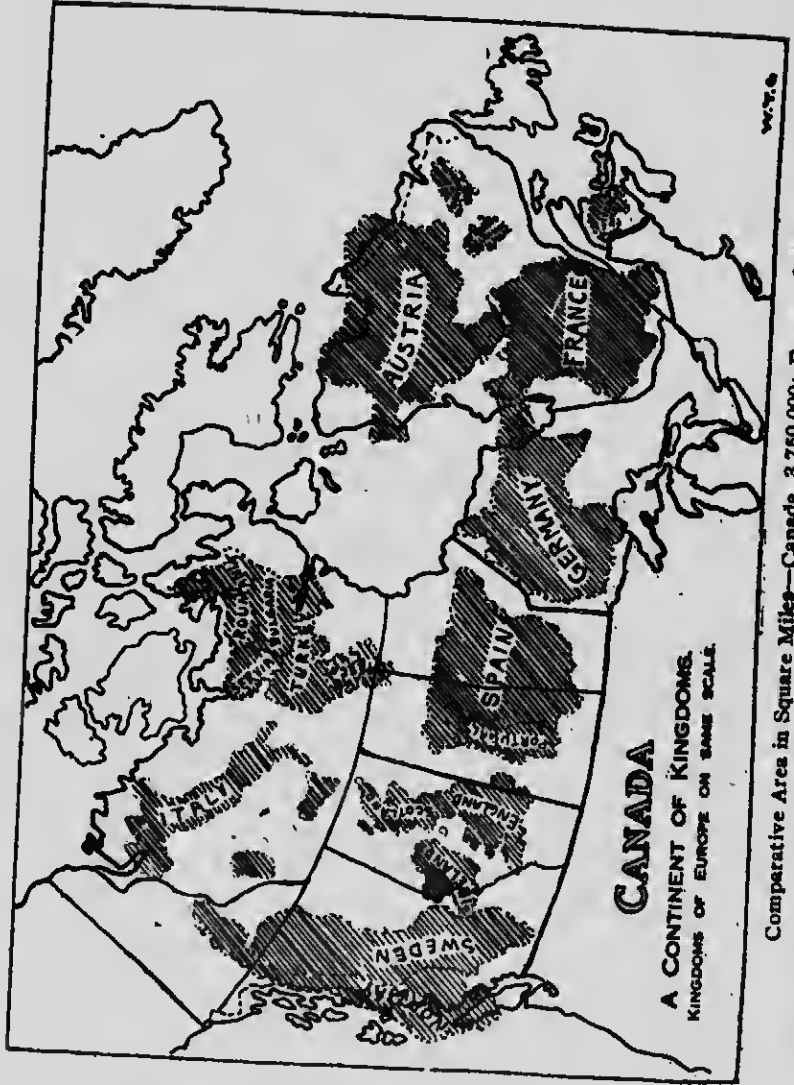 CANADA
A CONTINENT OF KINGDOMS.
KINGDOMS OF EUROPE ON SAME SCALE.
SWEDEN
ITALY
TURKEY
ENGLAND
SPAIN
PORTUGAL
GERMANY
AUSTRIA
FRANCE
Comparative Area in Square Miles—Canada, 3,750,000;